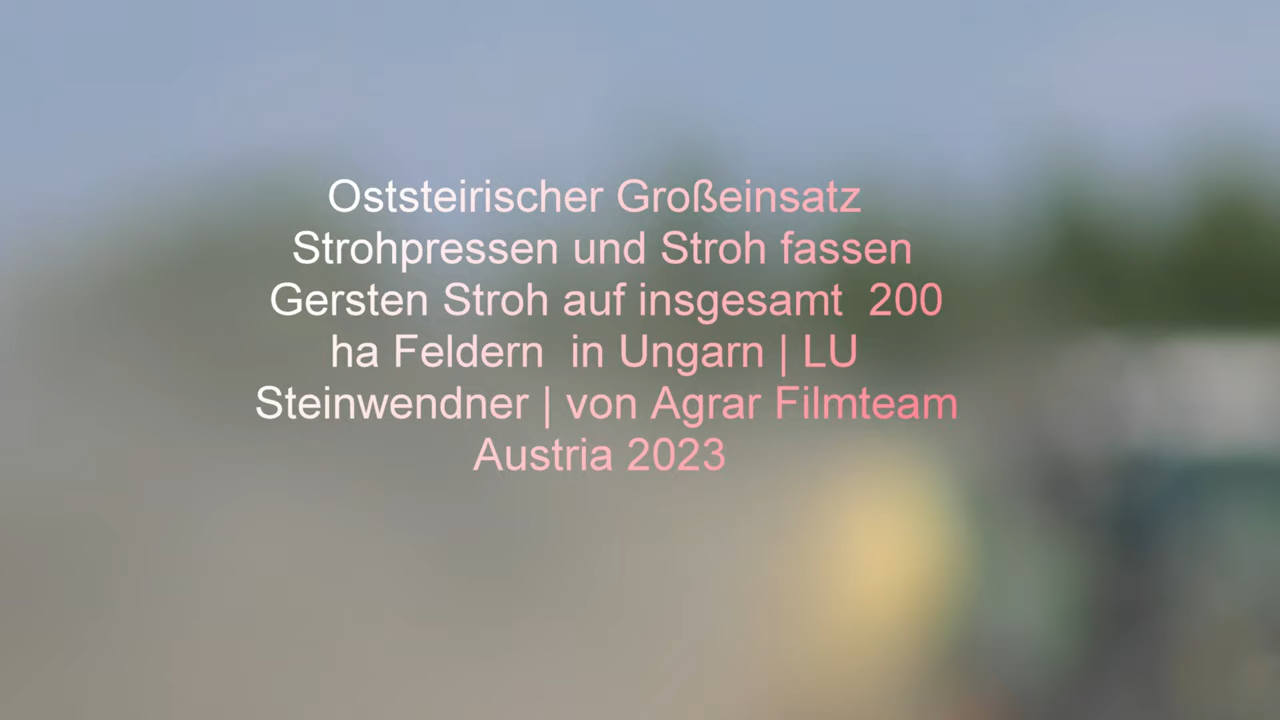 Oststeirischer Großeinsatz
Strohpressen und Stroh fassen
Gersten Stroh auf insgesamt  200
ha Feldern  in Ungarn | LU
Steinwendner | von Agrar Filmteam
Austria 2023